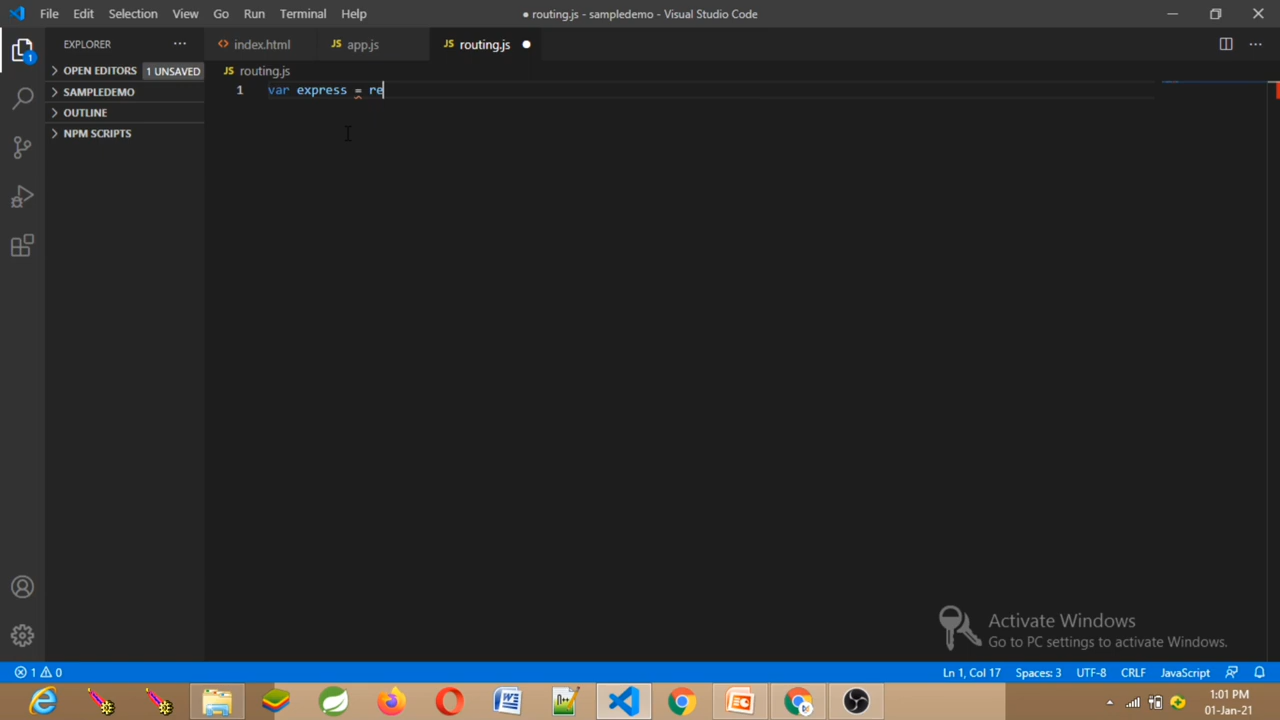 File Edit Selection View Go Run Terminal Help
● routing.js - sampledemo - Visual Studio Code
EXPLORER ···
OPEN EDITORS 1 UNSAVED
SAMPLEDEMO
OUTLINE
NPM SCRIPTS
1
<> index.html
JS app.js
JS routing.js ●
JS routing.js
1 var express = re
Activate Windows
Go to PC settings to activate Windows.
1 0
Ln 1, Col 17 Spaces: 3 UTF-8 CRLF JavaScript
1:01 PM
01-Jan-21